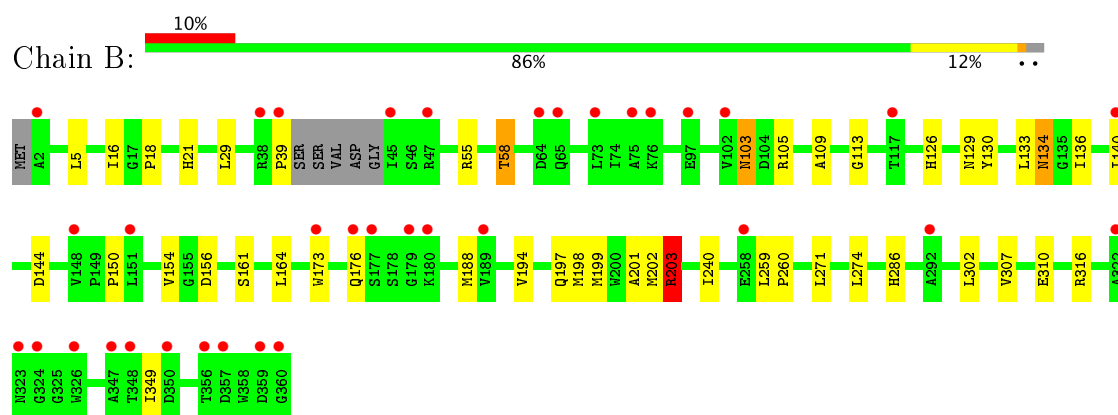 10%
Chain B:
86%
12%
..
MET A2 L5 I16 G17 P18 H21 L29 R38 P39 SER SER VAL ASP GLY I45 S46 R47 R55 T58 D64 Q65 L73 I74 A75 K76 E97 V102 N103 D104 R105 A109 G113 T117 H126 N129 Y130 L133 N134 G135 I136 I140
D144 V148 P149 P150 L151 V154 G155 D156 S161 L164 W173 Q176 S177 S178 G179 K180 M188 V189 V194 Q197 M198 M199 W200 A201 M202 R203 I240 E258 L259 P260 L271 L274 H286 A292 L302 V307 E310 R316 A322
N323 G324 G325 W326 A347 T348 I349 D350 T356 D357 W358 D359 G360